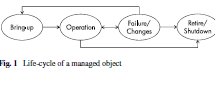 Bring-up
Operation
Failure/
Changes
Retire/
Shutdown
Fig. 1 Life-cycle of a managed object